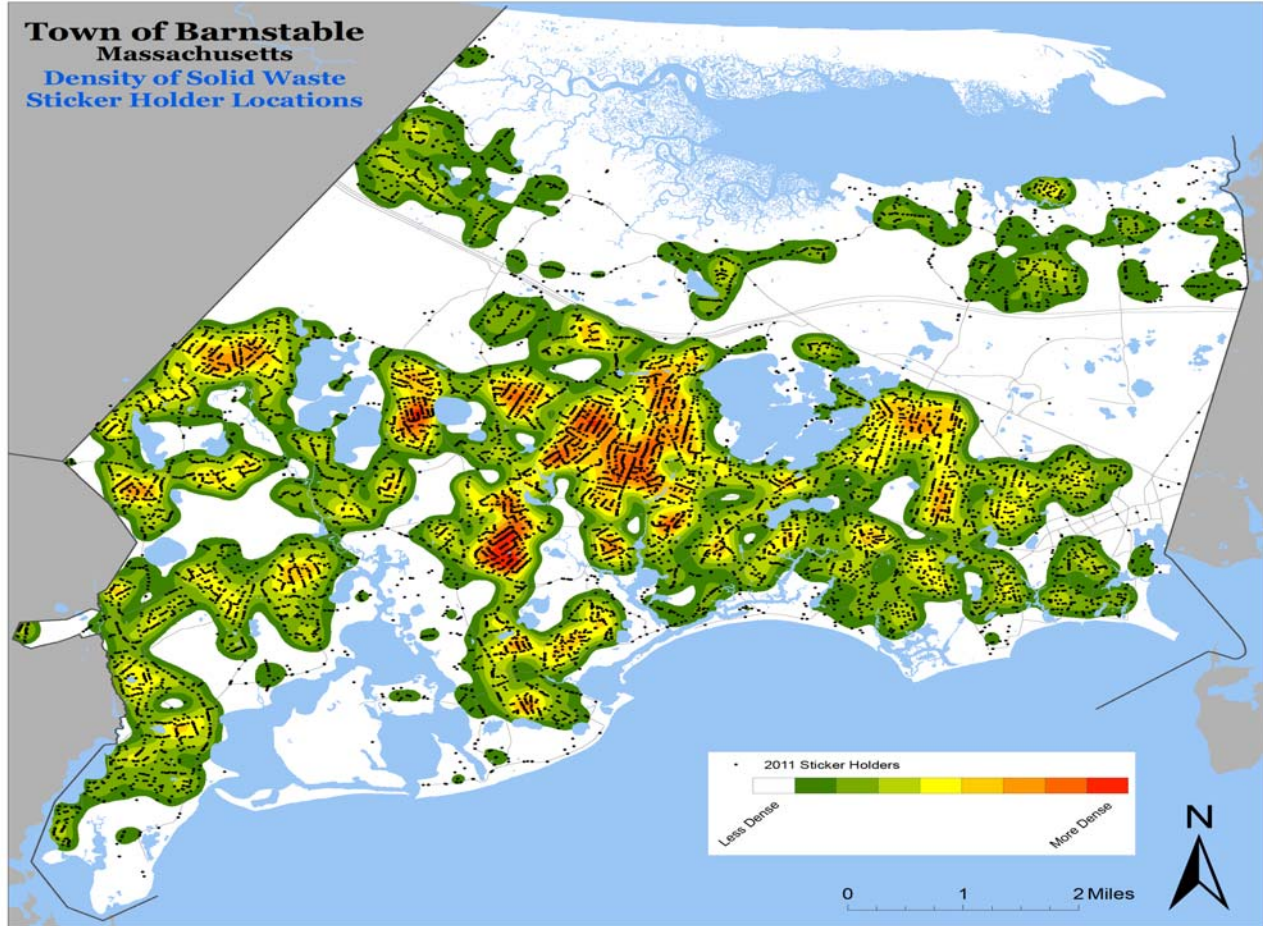 Town of Barnstable
Massachusetts
Density of Solid Waste
Sticker Holder Locations
2011 Sticker Holders
Less Dense
More Dense
N
0 1 2 Miles